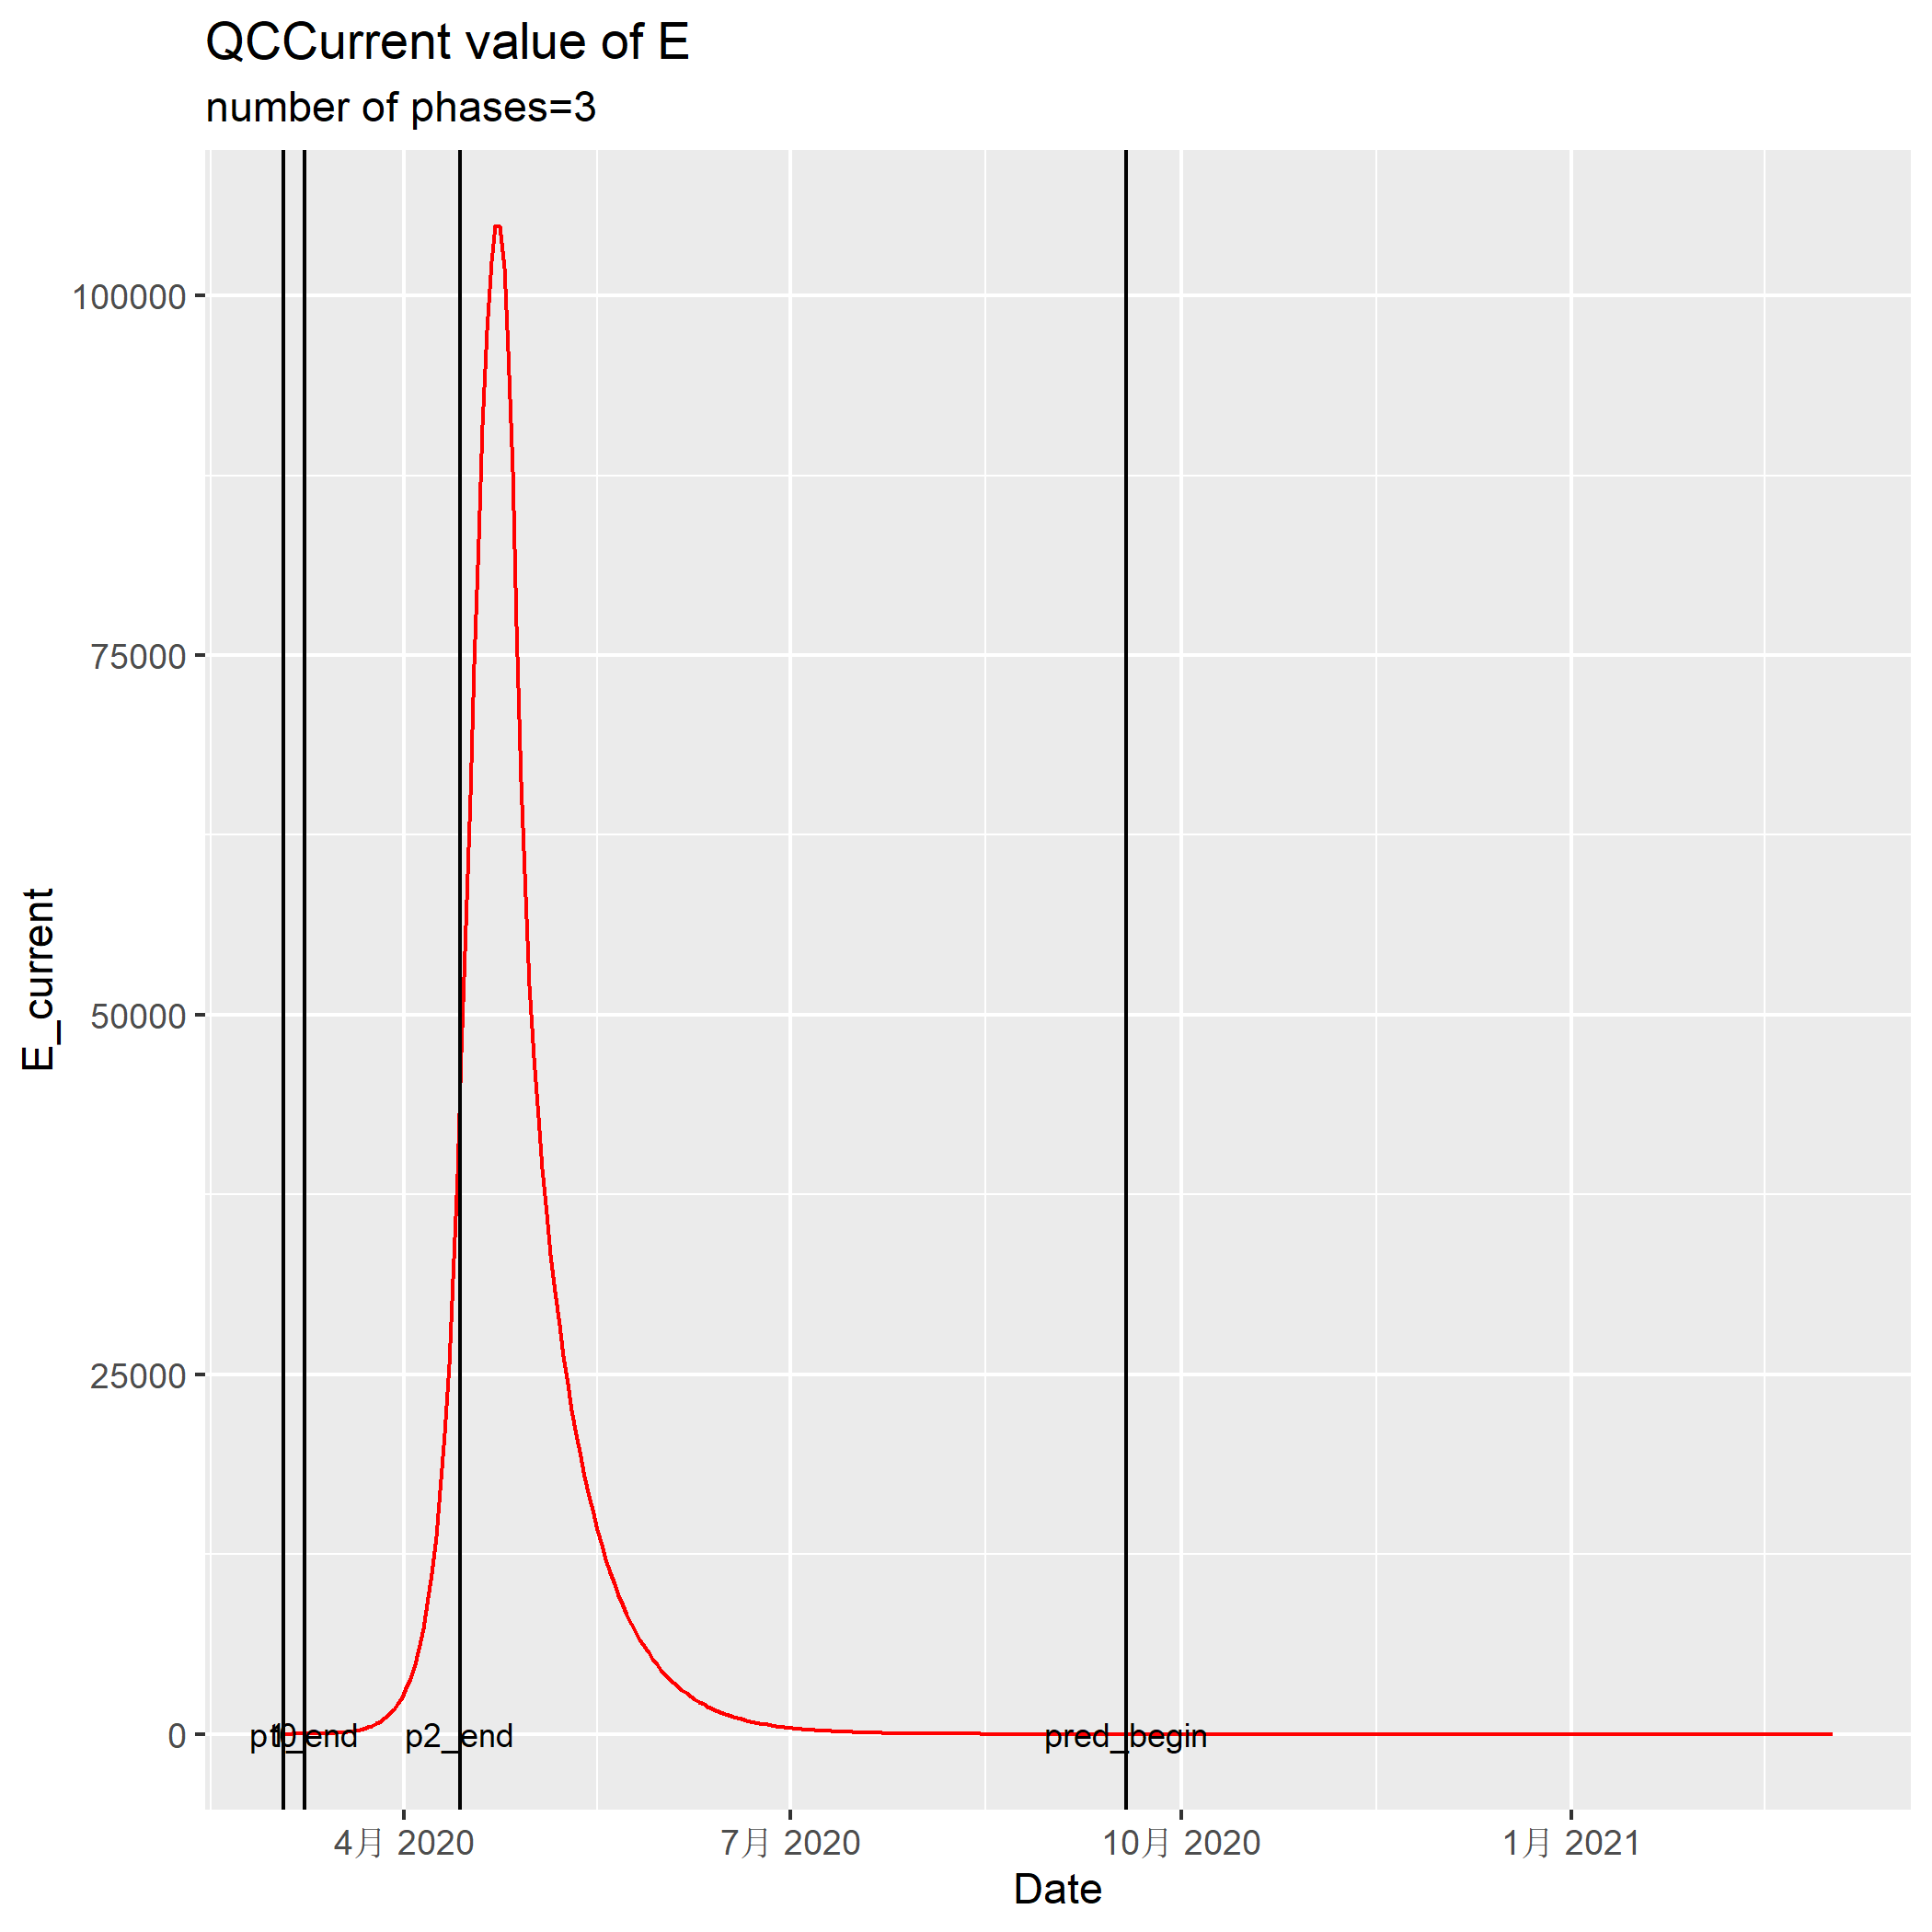 QCCurrent value of E
number of phases=3
100000
75000
50000
25000
0
E_current
p2_end
pred_begin
4月 2020
7月 2020
10月 2020
1月 2021
Date